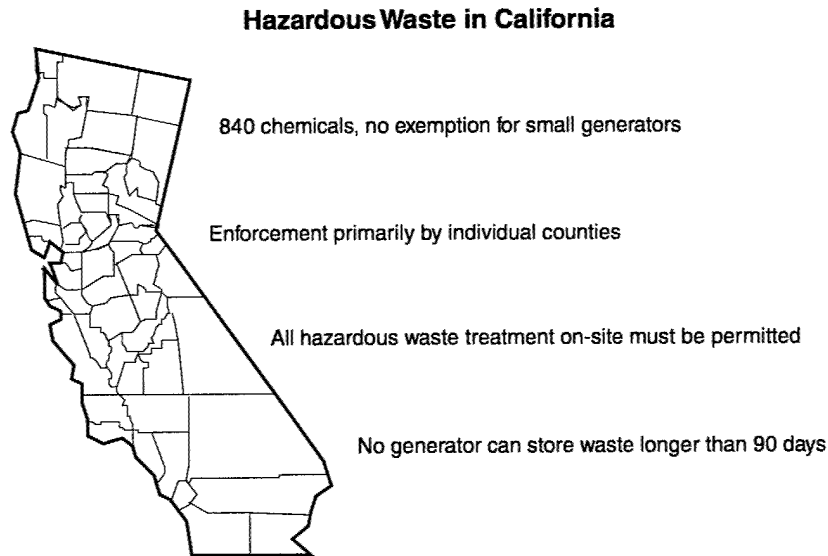 Hazardous Waste in California
840 chemicals, no exemption for small generators
Enforcement primarily by individual counties
All hazardous waste treatment on-site must be permitted
No generator can store waste longer than 90 days